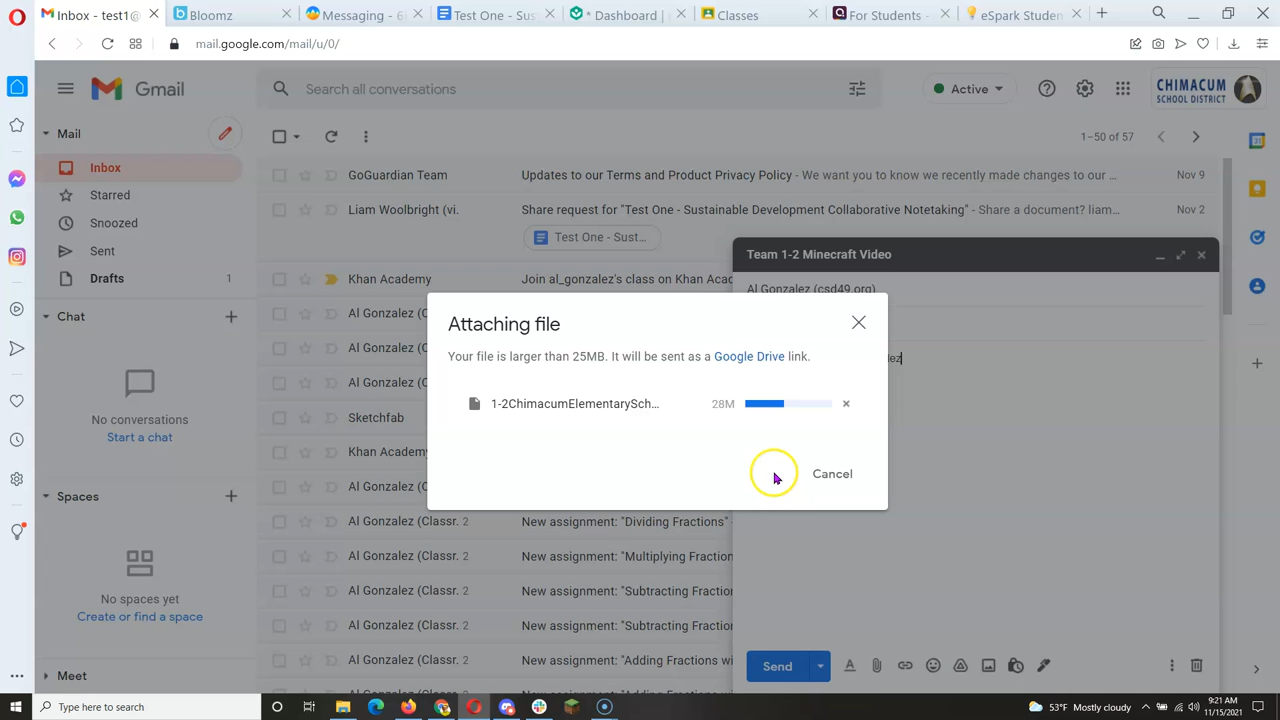 Inbox - test1@
Bloomz
Messaging - 6
Test One - Sus
* Dashboard |
Classes
For Students -
eSpark Studen
mail.google.com/mail/u/0/
Gmail
Search all conversations
Active
CHIMACUM
SCHOOL DISTRICT
Mail
1–50 of 57
Inbox
GoGuardian Team
Updates to our Terms and Product Privacy Policy - We want you to know we recently made changes to our ...
Nov 9
Starred
Liam Woolbright (vi.
Share request for "Test One - Sustainable Development Collaborative Notetaking" - Share a document? liam...
Nov 2
Snoozed
Test One - Sust...
Sent
Team 1-2 Minecraft Video
Drafts
1
Khan Academy
Join al_gonzalez's class on Khan Acad
Al Gonzalez (csd49.org)
Chat
Al Gonzalez (C
Attaching file
Al Gonzalez (C
Your file is larger than 25MB. It will be sent as a Google Drive link.
lez
Al Gonzalez (C
1-2ChimacumElementarySch...
28M
No conversations
Start a chat
Sketchfab
Khan Academy
Cancel
Spaces
Al Gonzalez (C
Al Gonzalez (Classr. 2
New assignment: "Dividing Fractions"
Al Gonzalez (Classr. 2
New assignment: "Multiplying Fraction
No spaces yet
Create or find a space
Al Gonzalez (Classr. 2
New assignment: "Subtracting Fraction
Al Gonzalez (Classr. 2
New assignment: "Subtracting Fraction
Al Gonzalez (Classr. 2
New assignment: "Adding Fractions wi
Send
Meet
Type here to search
53°F Mostly cloudy
9:21 AM
11/15/2021